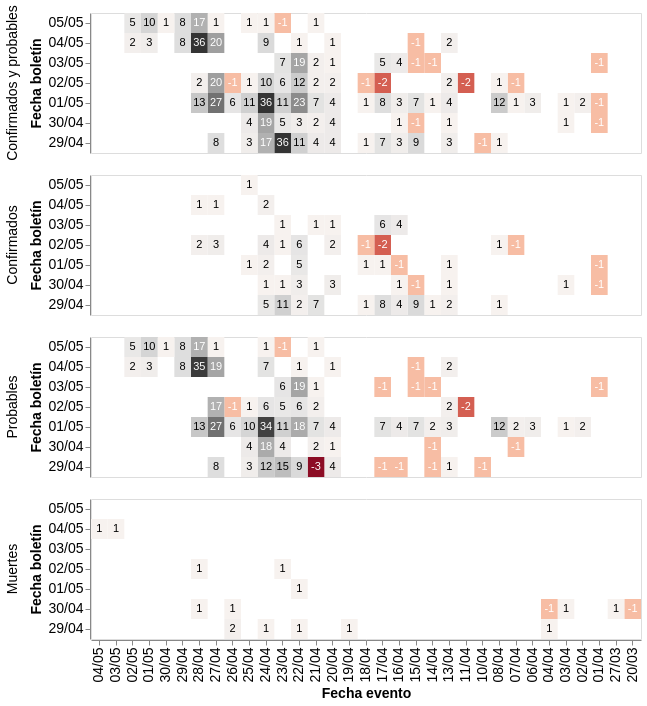 Confirmados y probables
Fecha boletín
05/05 5 10 1 8 17 1 1 1 -1 1
04/05 2 3 8 36 20 9 1 1 -1 2
03/05 7 19 2 1 5 4 -1 -1 -1
02/05 2 20 -1 1 10 6 12 2 2 -1 -2 2 -2 1 -1
01/05 13 27 6 11 36 11 23 7 4 1 8 3 7 1 4 12 1 3 1 2 -1
30/04 4 19 5 3 2 4 1 -1 1 1 -1
29/04 8 3 17 36 11 4 4 1 7 3 9 3 -1 1
Confirmados
Fecha boletín
05/05 1
04/05 1 1 2
03/05 1 1 1 6 4
02/05 2 3 4 1 6 2 -1 -2 1 -1
01/05 1 2 5 1 1 -1 1 -1
30/04 1 1 3 3 1 -1 1 1 -1
29/04 5 11 2 7 1 8 4 9 1 2 1
Probables
Fecha boletín
05/05 5 10 1 8 17 1 1 -1 1
04/05 2 3 8 35 19 7 1 1 -1 2
03/05 6 19 1 -1 -1 -1 -1
02/05 17 -1 1 6 5 6 2 2 -2
01/05 13 27 6 10 34 11 18 7 4 7 4 7 2 3 12 2 3 1 2
30/04 4 18 4 2 1 -1 -1
29/04 8 3 12 15 9 -3 4 -1 -1 -1 1 -1
Muertes
Fecha boletín
05/05
04/05 1 1
03/05
02/05 1 1
01/05 1
30/04 1 1 -1 1 1 -1
29/04 2 1 1 1 1
04/05 03/05 02/05 01/05 30/04 29/04 28/04 27/04 26/04 25/04 24/04 23/04 22/04 21/04 20/04 19/04 18/04 17/04 16/04 15/04 14/04 13/04 11/04 10/04 08/04 07/04 06/04 04/04 03/04 02/04 01/04 27/03 20/03
Fecha evento